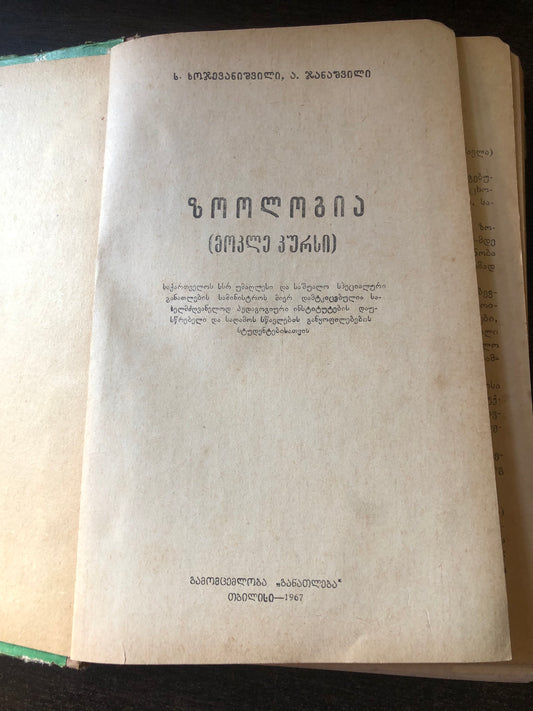 ს. ხოჯევანიშვილი, ა. ჯანაშვილი
ზოოლოგია
(მოკლე კურსი)
საქართველოს სსრ უმაღლესი და საშუალო სპეციალური
განათლების სამინისტროს მიერ დამტკიცებულია სა-
ხელმძღვანელოდ პედაგოგიური ინსტიტუტების დაუ-
სწრებელი და საღამოს სწავლების განყოფილებების
სტუდენტებისათვის
გამომცემლობა „განათლება“
თბილისი—1967